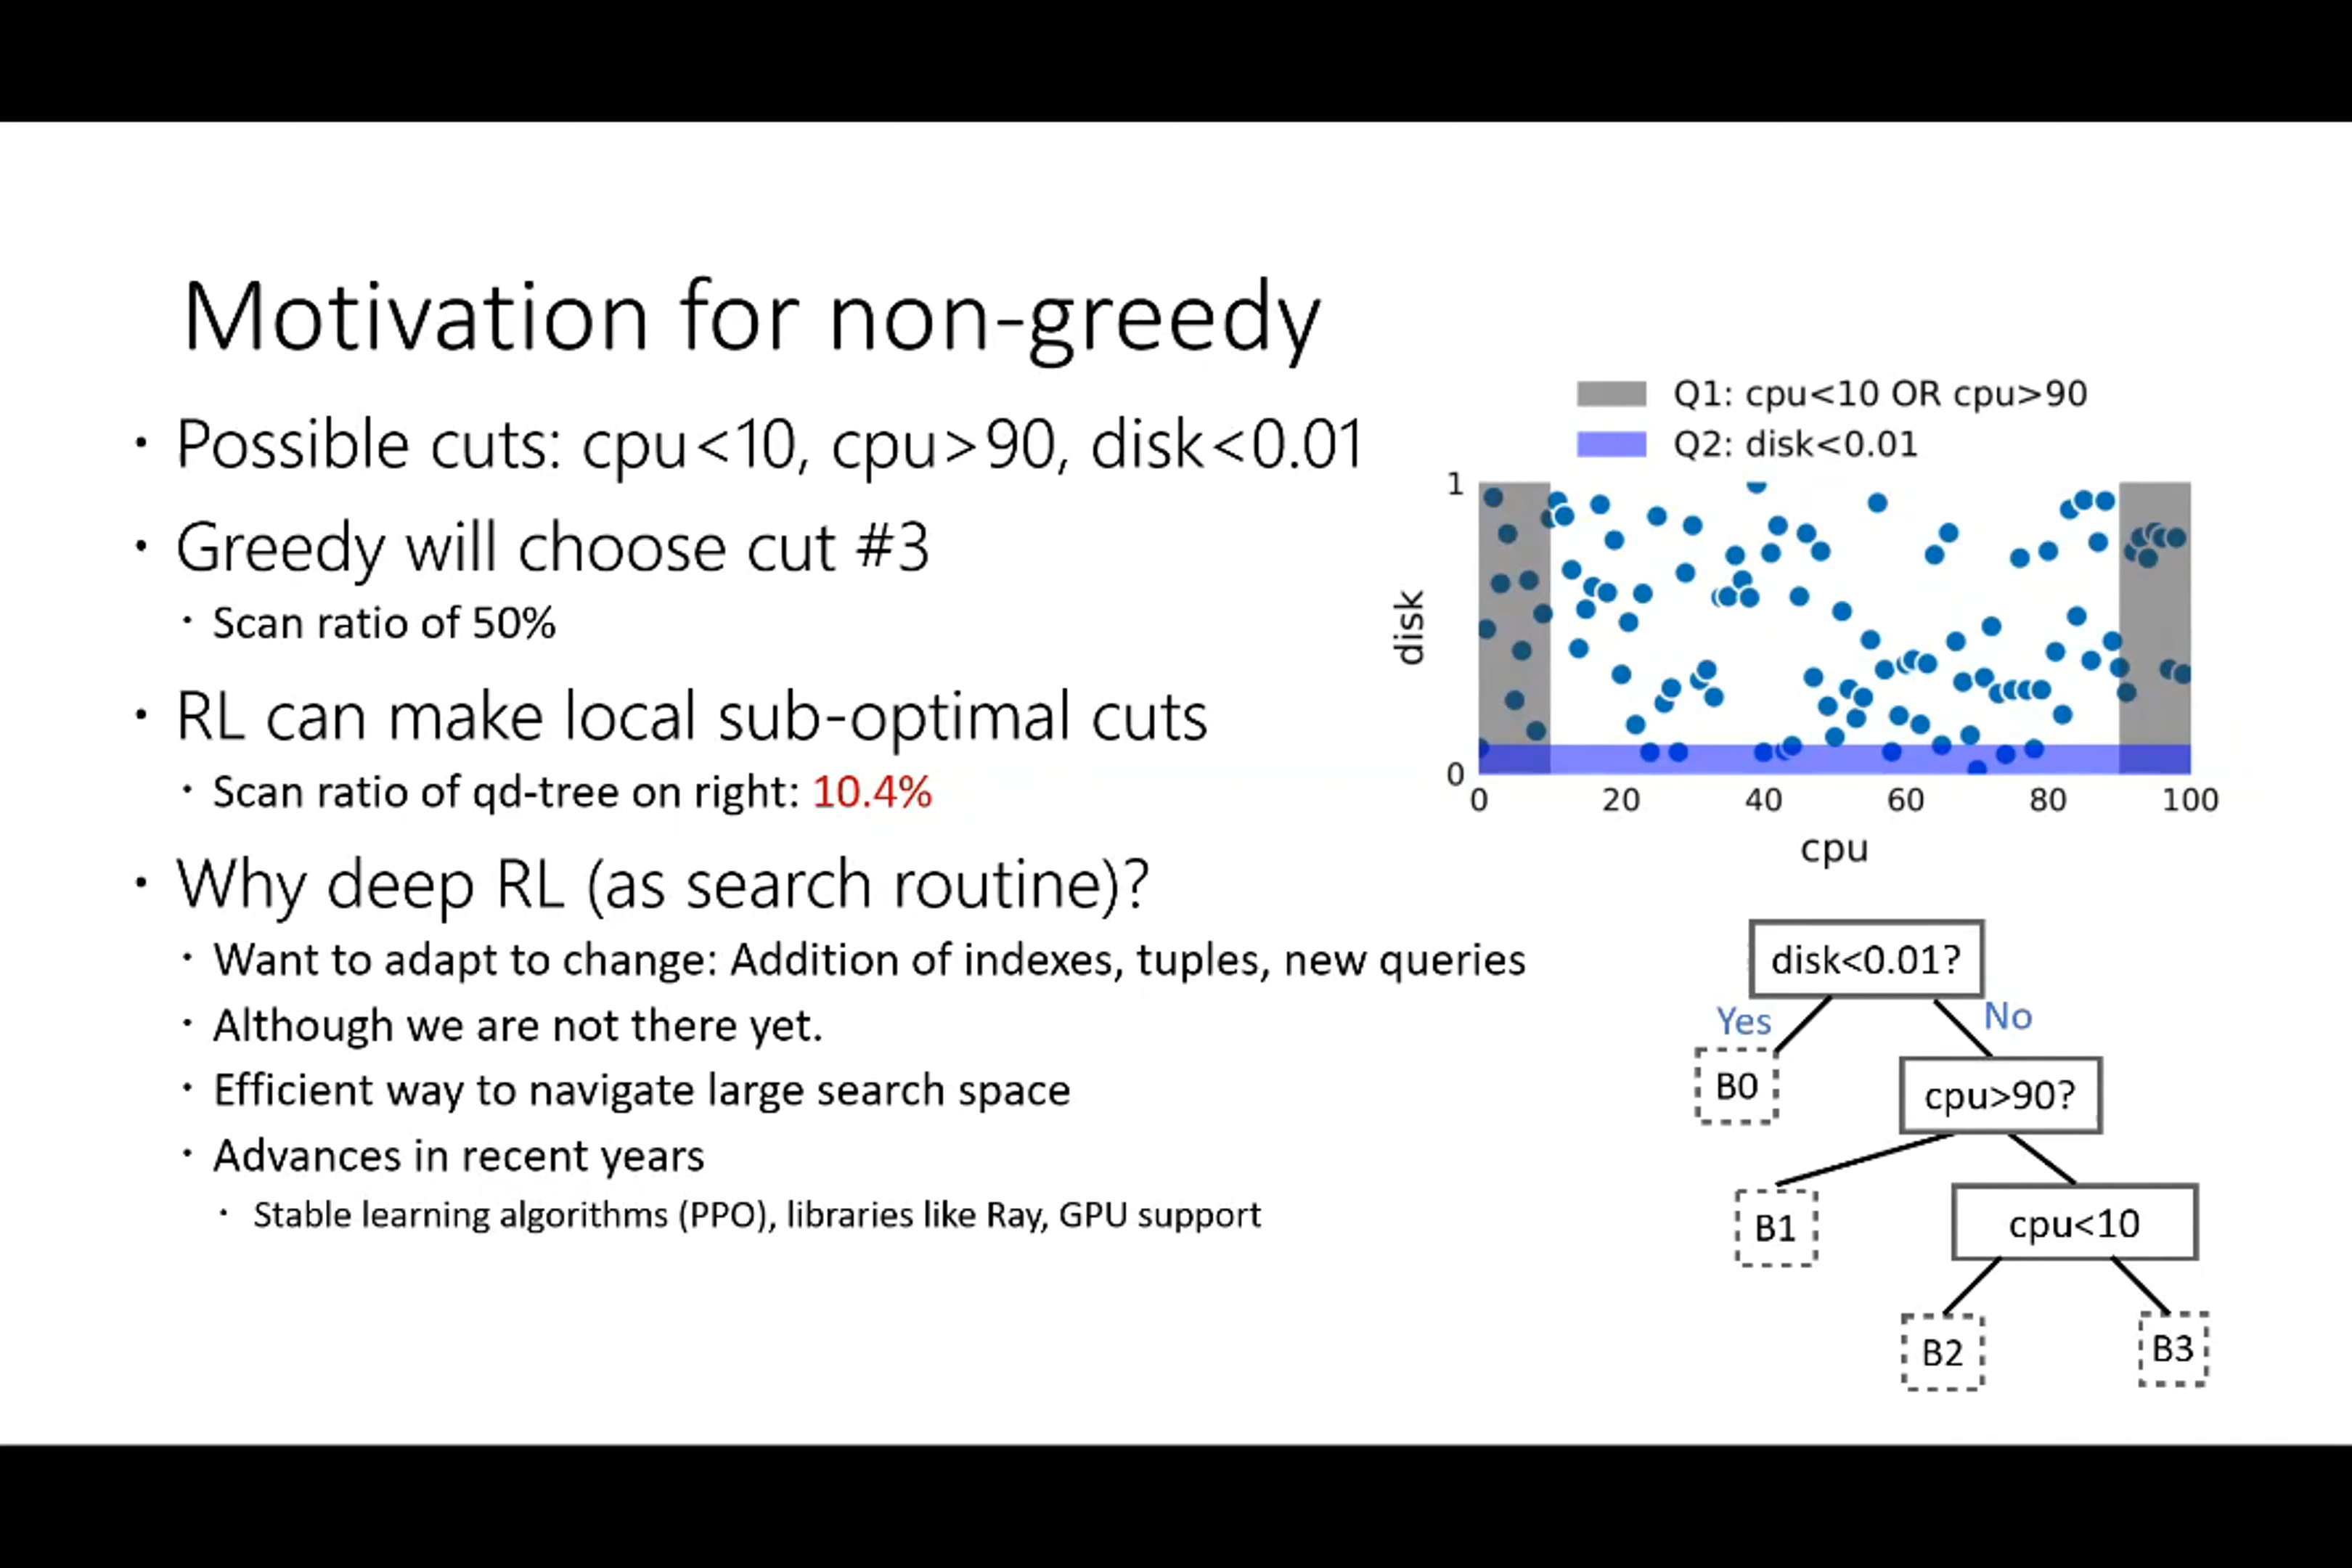 Motivation for non-greedy
· Possible cuts: cpu<10, cpu>90, disk<0.01
· Greedy will choose cut #3
· Scan ratio of 50%
· RL can make local sub-optimal cuts
· Scan ratio of qd-tree on right: 10.4%
· Why deep RL (as search routine)?
· Want to adapt to change: Addition of indexes, tuples, new queries
· Although we are not there yet.
· Efficient way to navigate large search space
· Advances in recent years
· Stable learning algorithms (PPO), libraries like Ray, GPU support
Q1: cpu<10 OR cpu>90
Q2: disk<0.01
1
disk
0
0 20 40 60 80 100
cpu
disk<0.01?
Yes No
B0
cpu>90?
B1
cpu<10
B2 B3